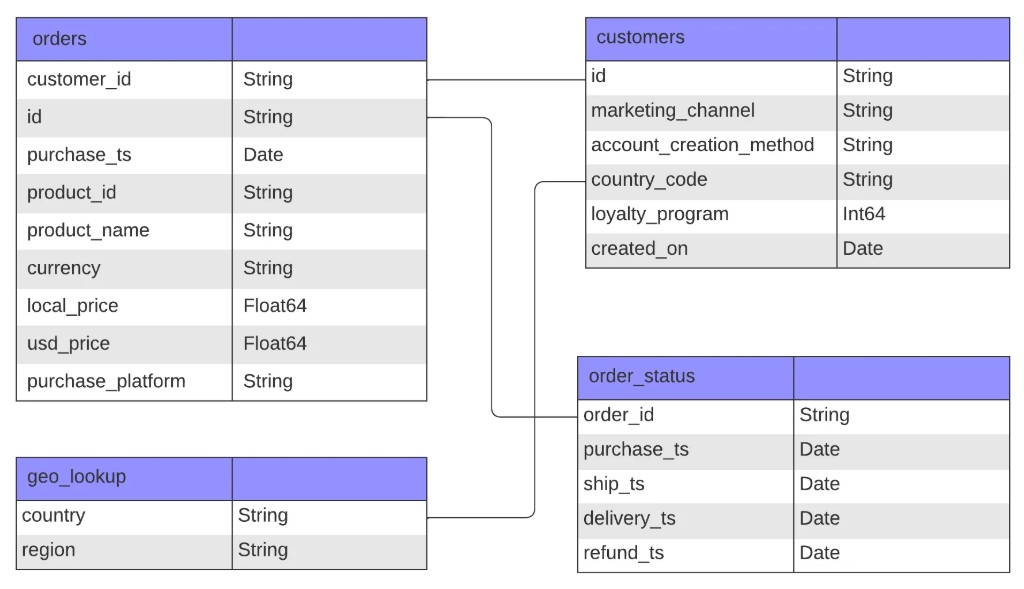 orders
customer_id String
id String
purchase_ts Date
product_id String
product_name String
currency String
local_price Float64
usd_price Float64
purchase_platform String
customers
id String
marketing_channel String
account_creation_method String
country_code String
loyalty_program Int64
created_on Date
geo_lookup
country String
region String
order_status
order_id String
purchase_ts Date
ship_ts Date
delivery_ts Date
refund_ts Date